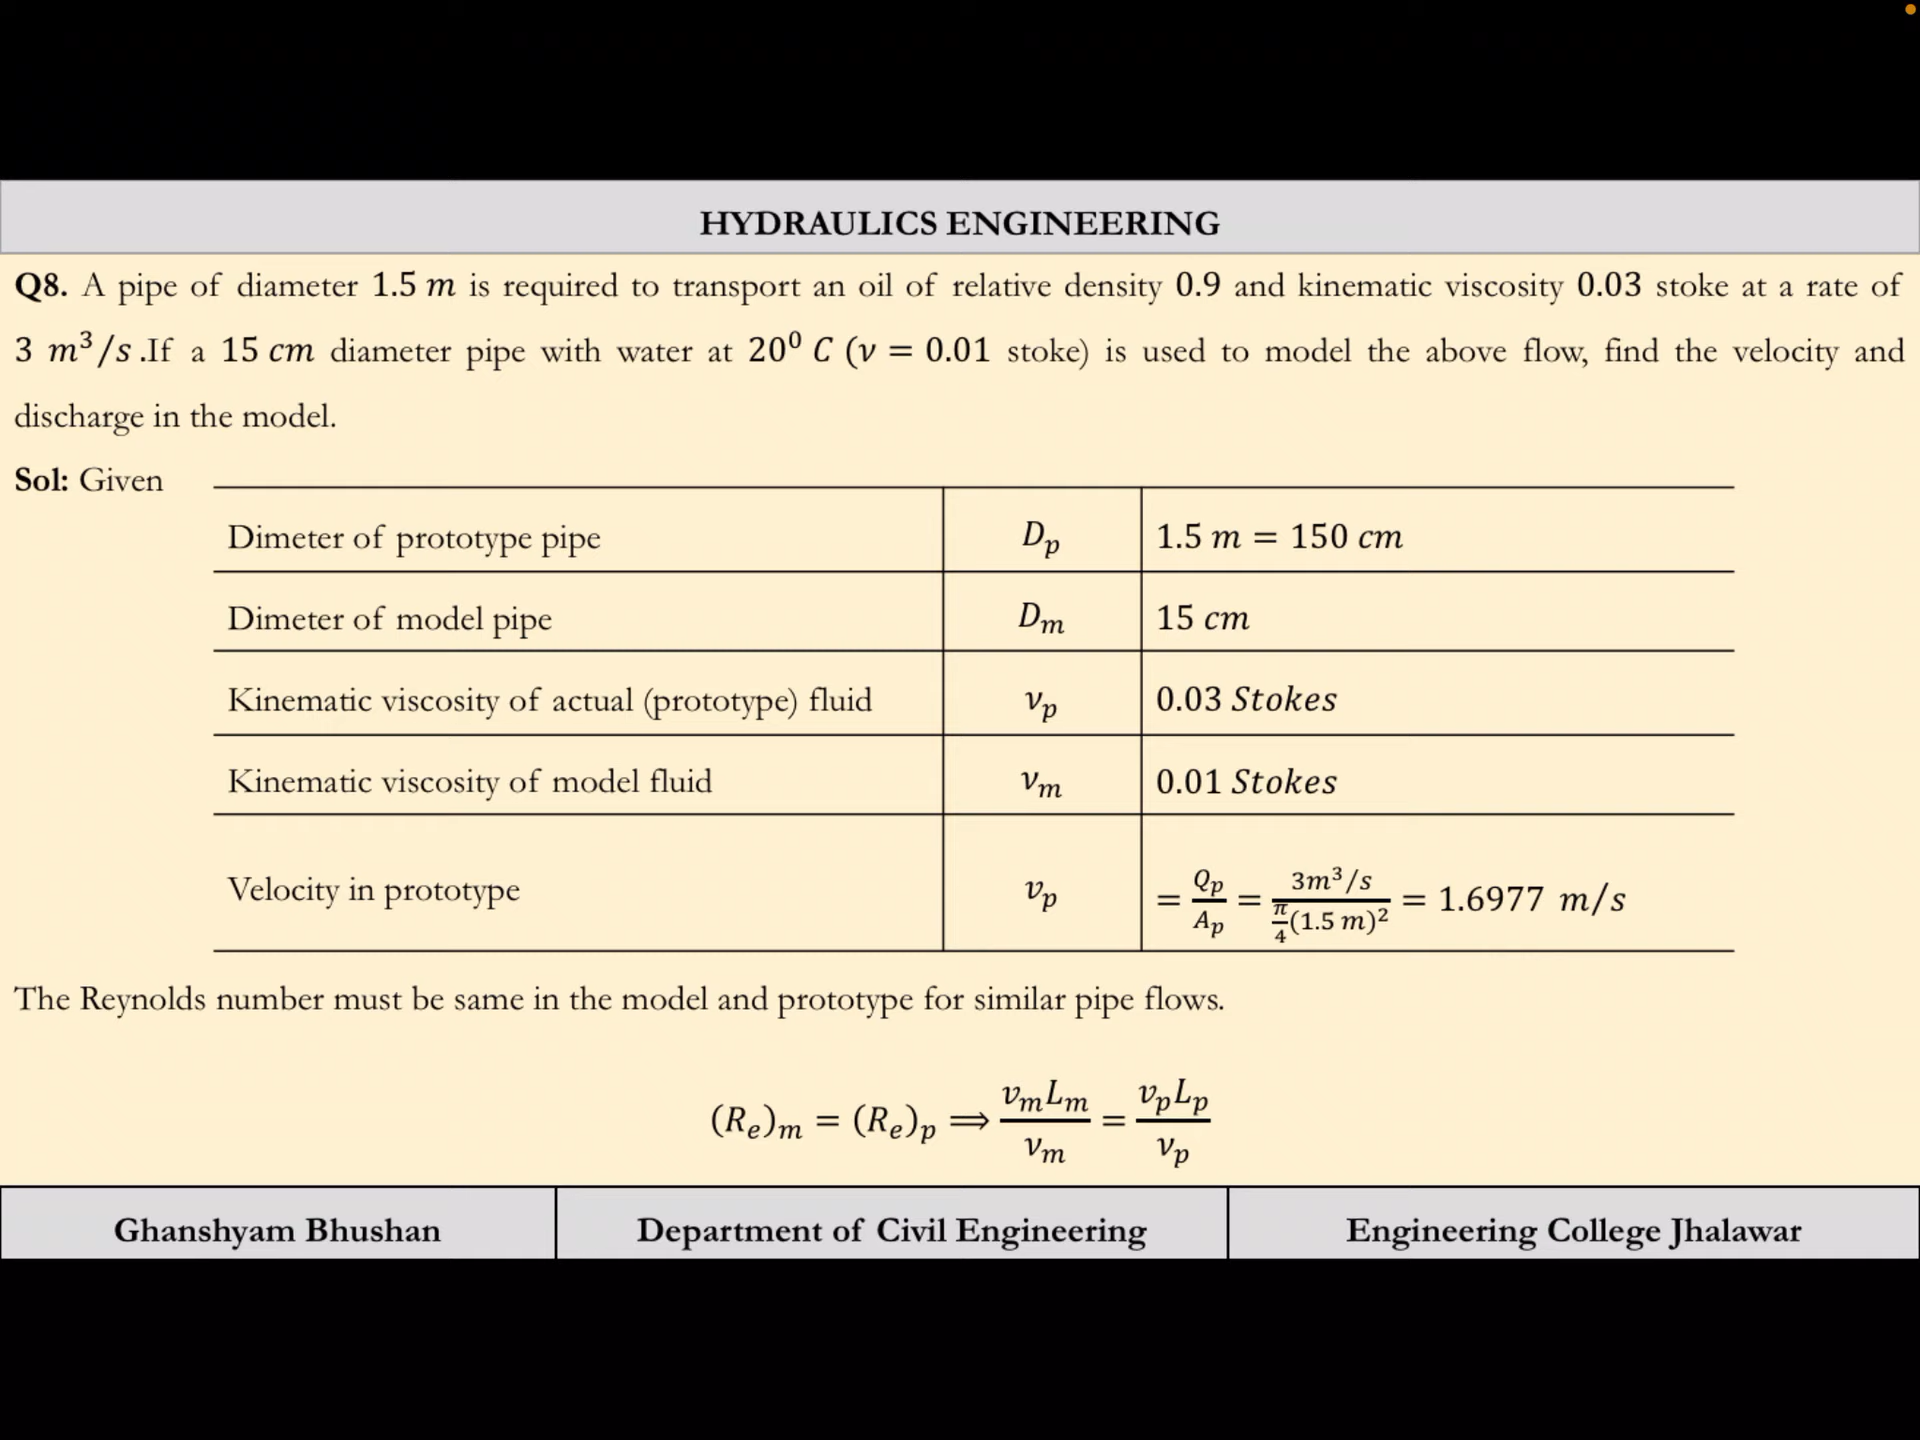 HYDRAULICS ENGINEERING
Q8. A pipe of diameter 1.5 m is required to transport an oil of relative density 0.9 and kinematic viscosity 0.03 stoke at a rate of
3 m³/s .If a 15 cm diameter pipe with water at 20⁰ C (ν = 0.01 stoke) is used to model the above flow, find the velocity and
discharge in the model.
Sol: Given
Dimeter of prototype pipe D_p 1.5 m = 150 cm
Dimeter of model pipe D_m 15 cm
Kinematic viscosity of actual (prototype) fluid ν_p 0.03 Stokes
Kinematic viscosity of model fluid ν_m 0.01 Stokes
Velocity in prototype v_p = Q_p/A_p = 3m³/s / π/4(1.5 m)² = 1.6977 m/s
The Reynolds number must be same in the model and prototype for similar pipe flows.
(R_e)_m = (R_e)_p ⟹ v_m L_m / ν_m = v_p L_p / ν_p
Ghanshyam Bhushan Department of Civil Engineering Engineering College Jhalawar